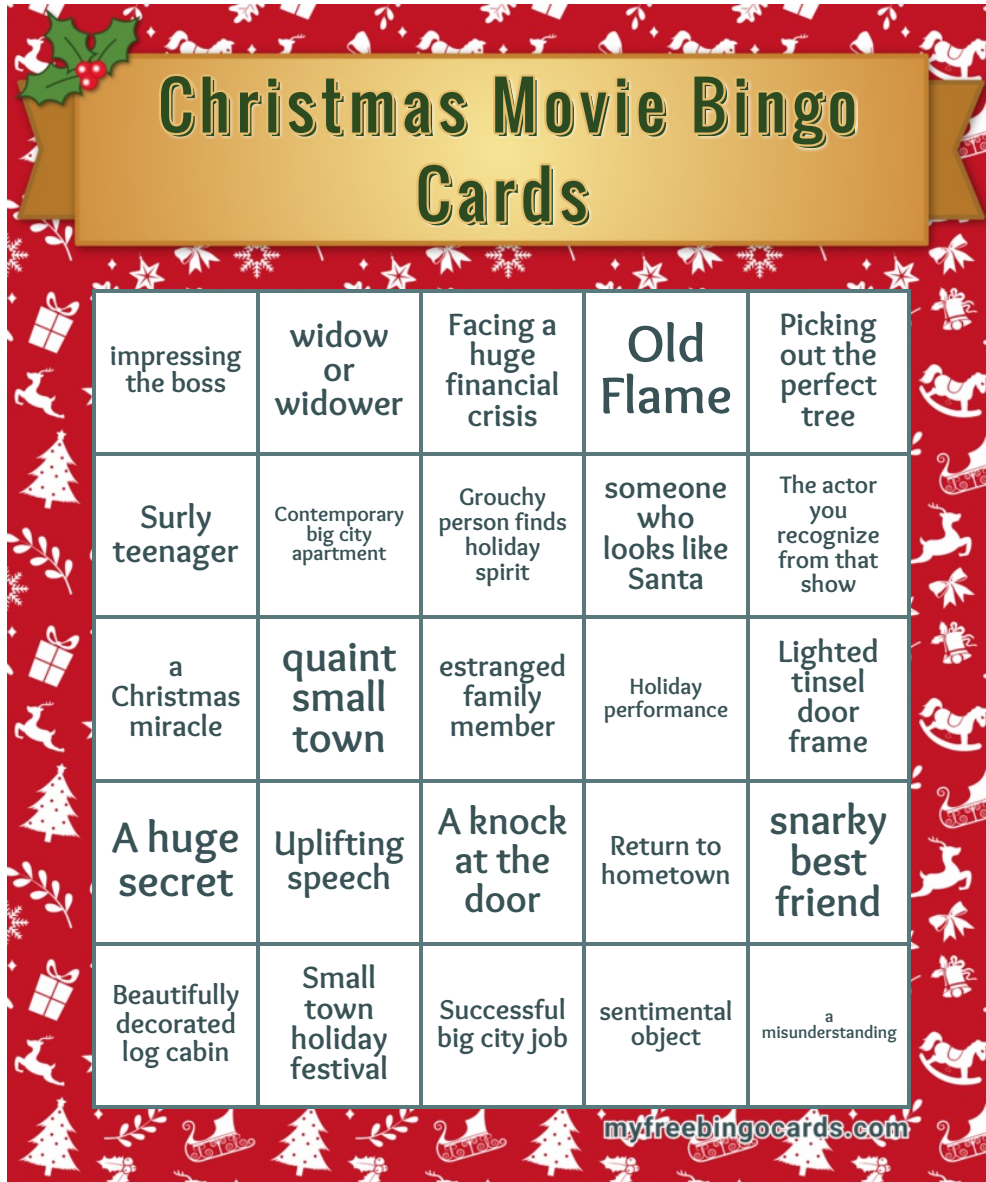 Christmas Movie Bingo
Cards
impressing
the boss
widow
or
widower
Facing a
huge
financial
crisis
Old
Flame
Picking
out the
perfect
tree
Surly
teenager
Contemporary
big city
apartment
Grouchy
person finds
holiday
spirit
someone
who
looks like
Santa
The actor
you
recognize
from that
show
a
Christmas
miracle
quaint
small
town
estranged
family
member
Holiday
performance
Lighted
tinsel
door
frame
A huge
secret
Uplifting
speech
A knock
at the
door
Return to
hometown
snarky
best
friend
Beautifully
decorated
log cabin
Small
town
holiday
festival
Successful
big city job
sentimental
object
a
misunderstanding
myfreebingocards.com